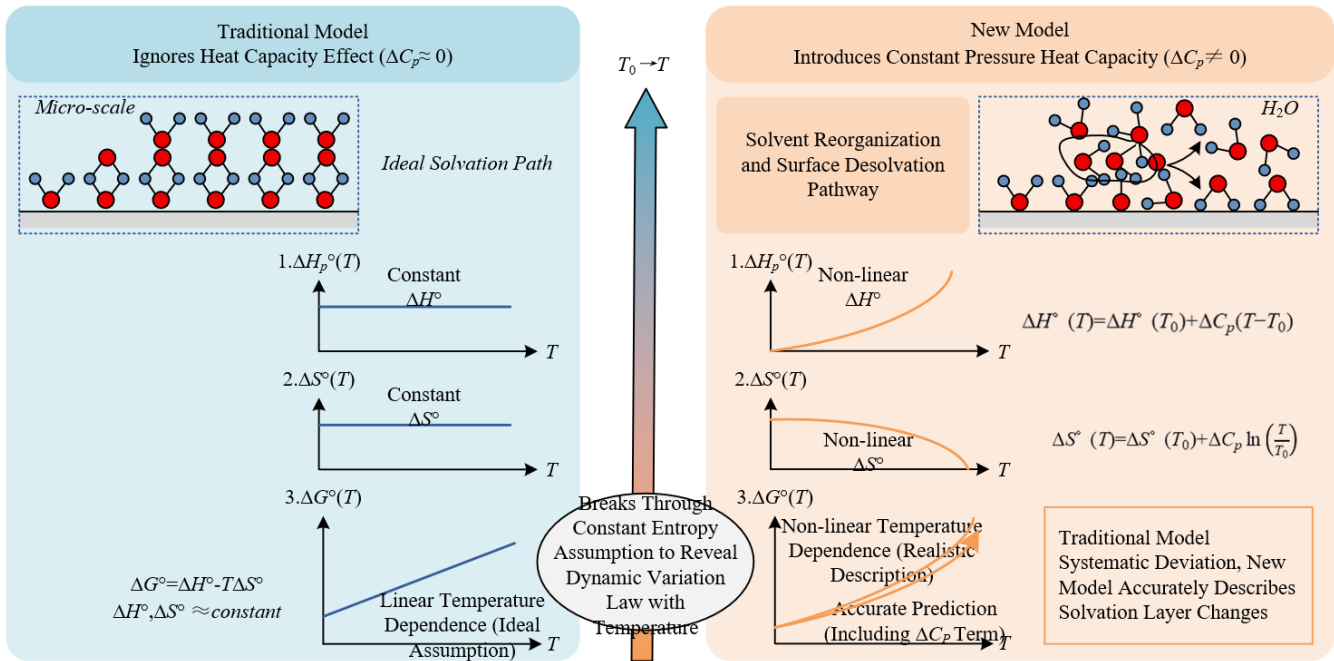 Traditional Model
Ignores Heat Capacity Effect (ΔCₚ≈ 0)
Micro-scale
Ideal Solvation Path
1.ΔHₚ°(T)
Constant
ΔH°
T
2.ΔS°(T)
Constant
ΔS°
T
3.ΔG°(T)
ΔG°=ΔH°-TΔS°
ΔH°,ΔS° ≈constant
Linear Temperature
Dependence (Ideal
Assumption)
T
T₀→T
Breaks Through
Constant Entropy
Assumption to Reveal
Dynamic Variation
Law with
Temperature
New Model
Introduces Constant Pressure Heat Capacity (ΔCₚ≠ 0)
Solvent Reorganization
and Surface Desolvation
Pathway
H₂O
1.ΔHₚ°(T)
Non-linear
ΔH°
T
ΔH° (T)=ΔH° (T₀)+ΔCₚ(T−T₀)
2.ΔS°(T)
Non-linear
ΔS°
T
ΔS° (T)=ΔS° (T₀)+ΔCₚ ln(T/T₀)
3.ΔG°(T)
Non-linear Temperature
Dependence (Realistic
Description)
Accurate Prediction
(Including ΔC_P Term)
T
Traditional Model
Systematic Deviation, New
Model Accurately Describes
Solvation Layer Changes